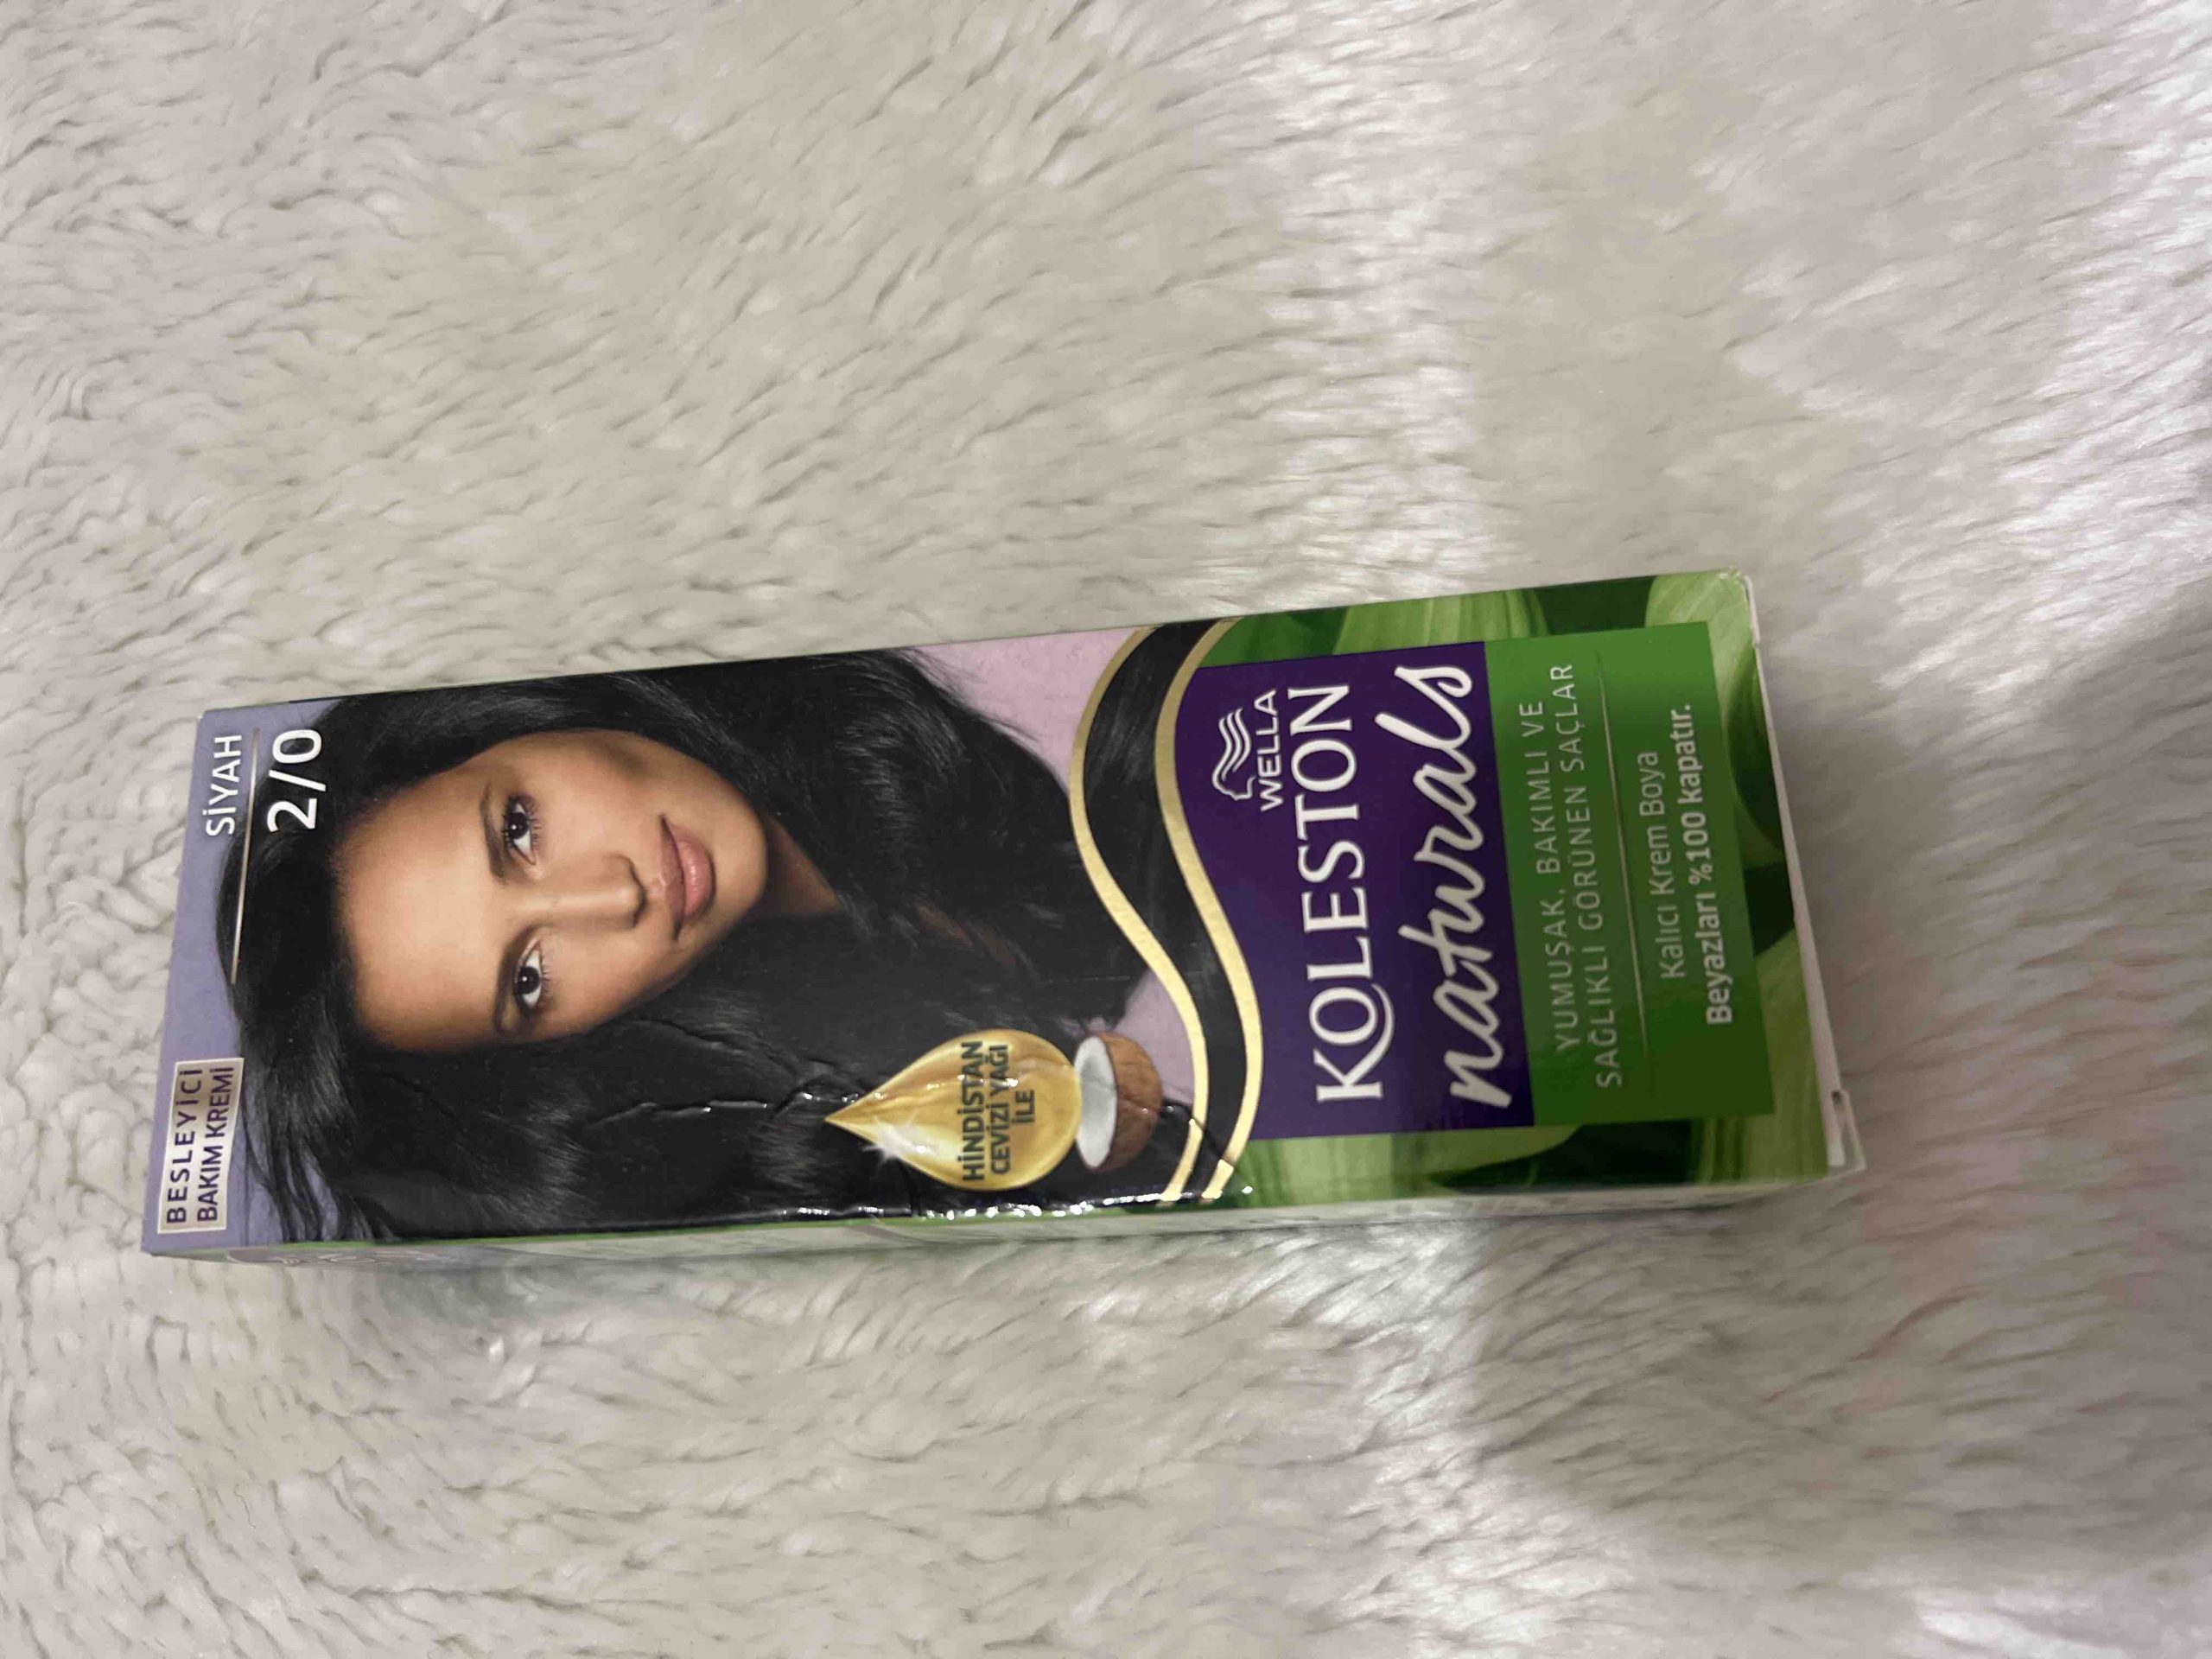 BESLEYİCİ
BAKIM KREMİ
SİYAH
2/0
HİNDİSTAN
CEVİZİ YAĞI
İLE
WELLA
KOLESTON
naturals
YUMUŞAK, BAKIMLI VE
SAĞLIKLI GÖRÜNEN SAÇLAR
Kalıcı Krem Boya
Beyazları %100 kapatır.